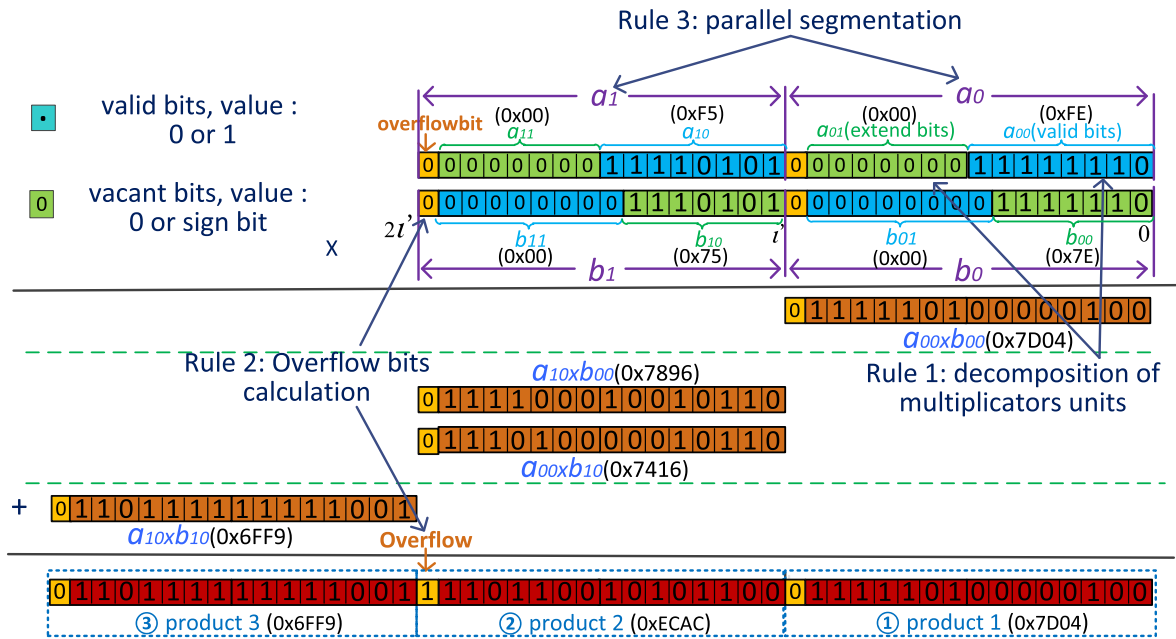 Rule 3: parallel segmentation
valid bits, value :
0 or 1
vacant bits, value :
0 or sign bit
a1 a0
(0x00) (0xF5) (0x00) (0xFE)
overflowbit a11 a10 a01(extend bits) a00(valid bits)
0 0 0 0 0 0 0 0 1 1 1 1 0 1 0 1 0 0 0 0 0 0 0 0 1 1 1 1 1 1 1 0
0 0 0 0 0 0 0 0 0 1 1 1 0 1 0 1 0 0 0 0 0 0 0 0 0 1 1 1 1 1 1 0
x 2i' b11 b10 i' b01 b00 0
(0x00) (0x75) (0x00) (0x7E)
b1 b0
0 1 1 1 1 1 0 1 0 0 0 0 0 1 0 0
a00xb00(0x7D04)
Rule 2: Overflow bits
calculation
Rule 1: decomposition of
multiplicators units
a10xb00(0x7896)
0 1 1 1 1 0 0 0 1 0 0 1 0 1 1 0
0 1 1 1 0 1 0 0 0 0 0 1 0 1 1 0
a00xb10(0x7416)
+ 0 1 1 0 1 1 1 1 1 1 1 1 1 0 0 1
a10xb10(0x6FF9)
Overflow
0 1 1 0 1 1 1 1 1 1 1 1 1 0 0 1 1 1 1 0 1 1 0 0 1 0 1 0 1 1 0 0 0 1 1 1 1 1 0 1 0 0 0 0 0 1 0 0
③ product 3 (0x6FF9) ② product 2 (0xECAC) ① product 1 (0x7D04)